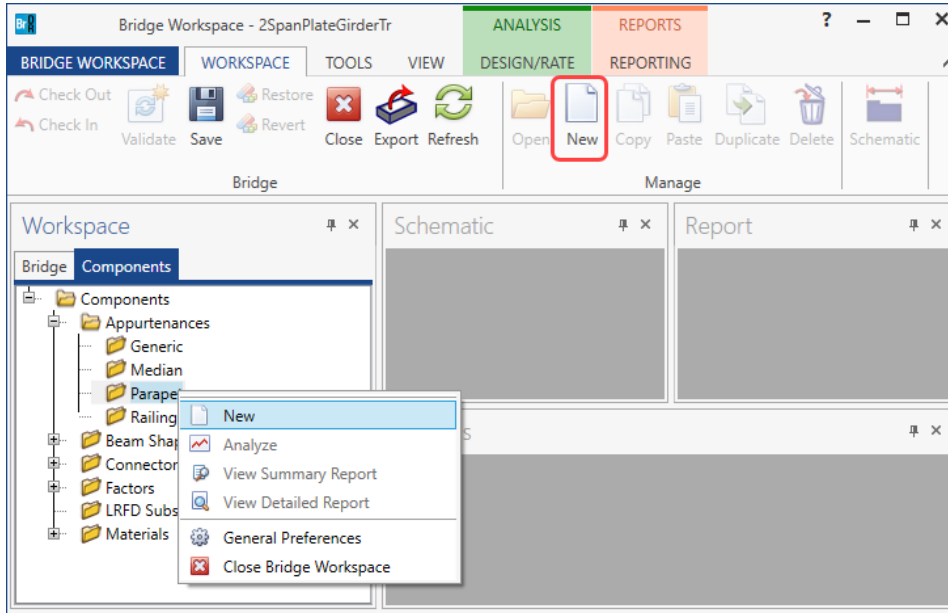 Br DR Bridge Workspace - 2SpanPlateGirderTr ANALYSIS REPORTS ?
BRIDGE WORKSPACE WORKSPACE TOOLS VIEW DESIGN/RATE REPORTING
Check Out
Check In
Validate Save
Restore
Revert
Close Export Refresh
Open New Copy Paste Duplicate Delete Schematic
Bridge Manage
Workspace Schematic Report
Bridge Components
Components
Appurtenances
Generic
Median
Parape
Railing
Beam Shap
Connector
Factors
LRFD Subs
Materials
New
Analyze
View Summary Report
View Detailed Report
General Preferences
Close Bridge Workspace
s